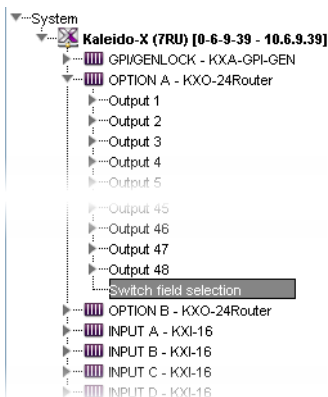 System
Kaleido-X (7RU) [0-6-9-39 - 10.6.9.39]
GPI/GENLOCK - KXA-GPI-GEN
OPTION A - KXO-24Router
Output 1
Output 2
Output 3
Output 4
Output 5
Output 45
Output 46
Output 47
Output 48
Switch field selection
OPTION B - KXO-24Router
INPUT A - KXI-16
INPUT B - KXI-16
INPUT C - KXI-16
INPUT D - KXI-16